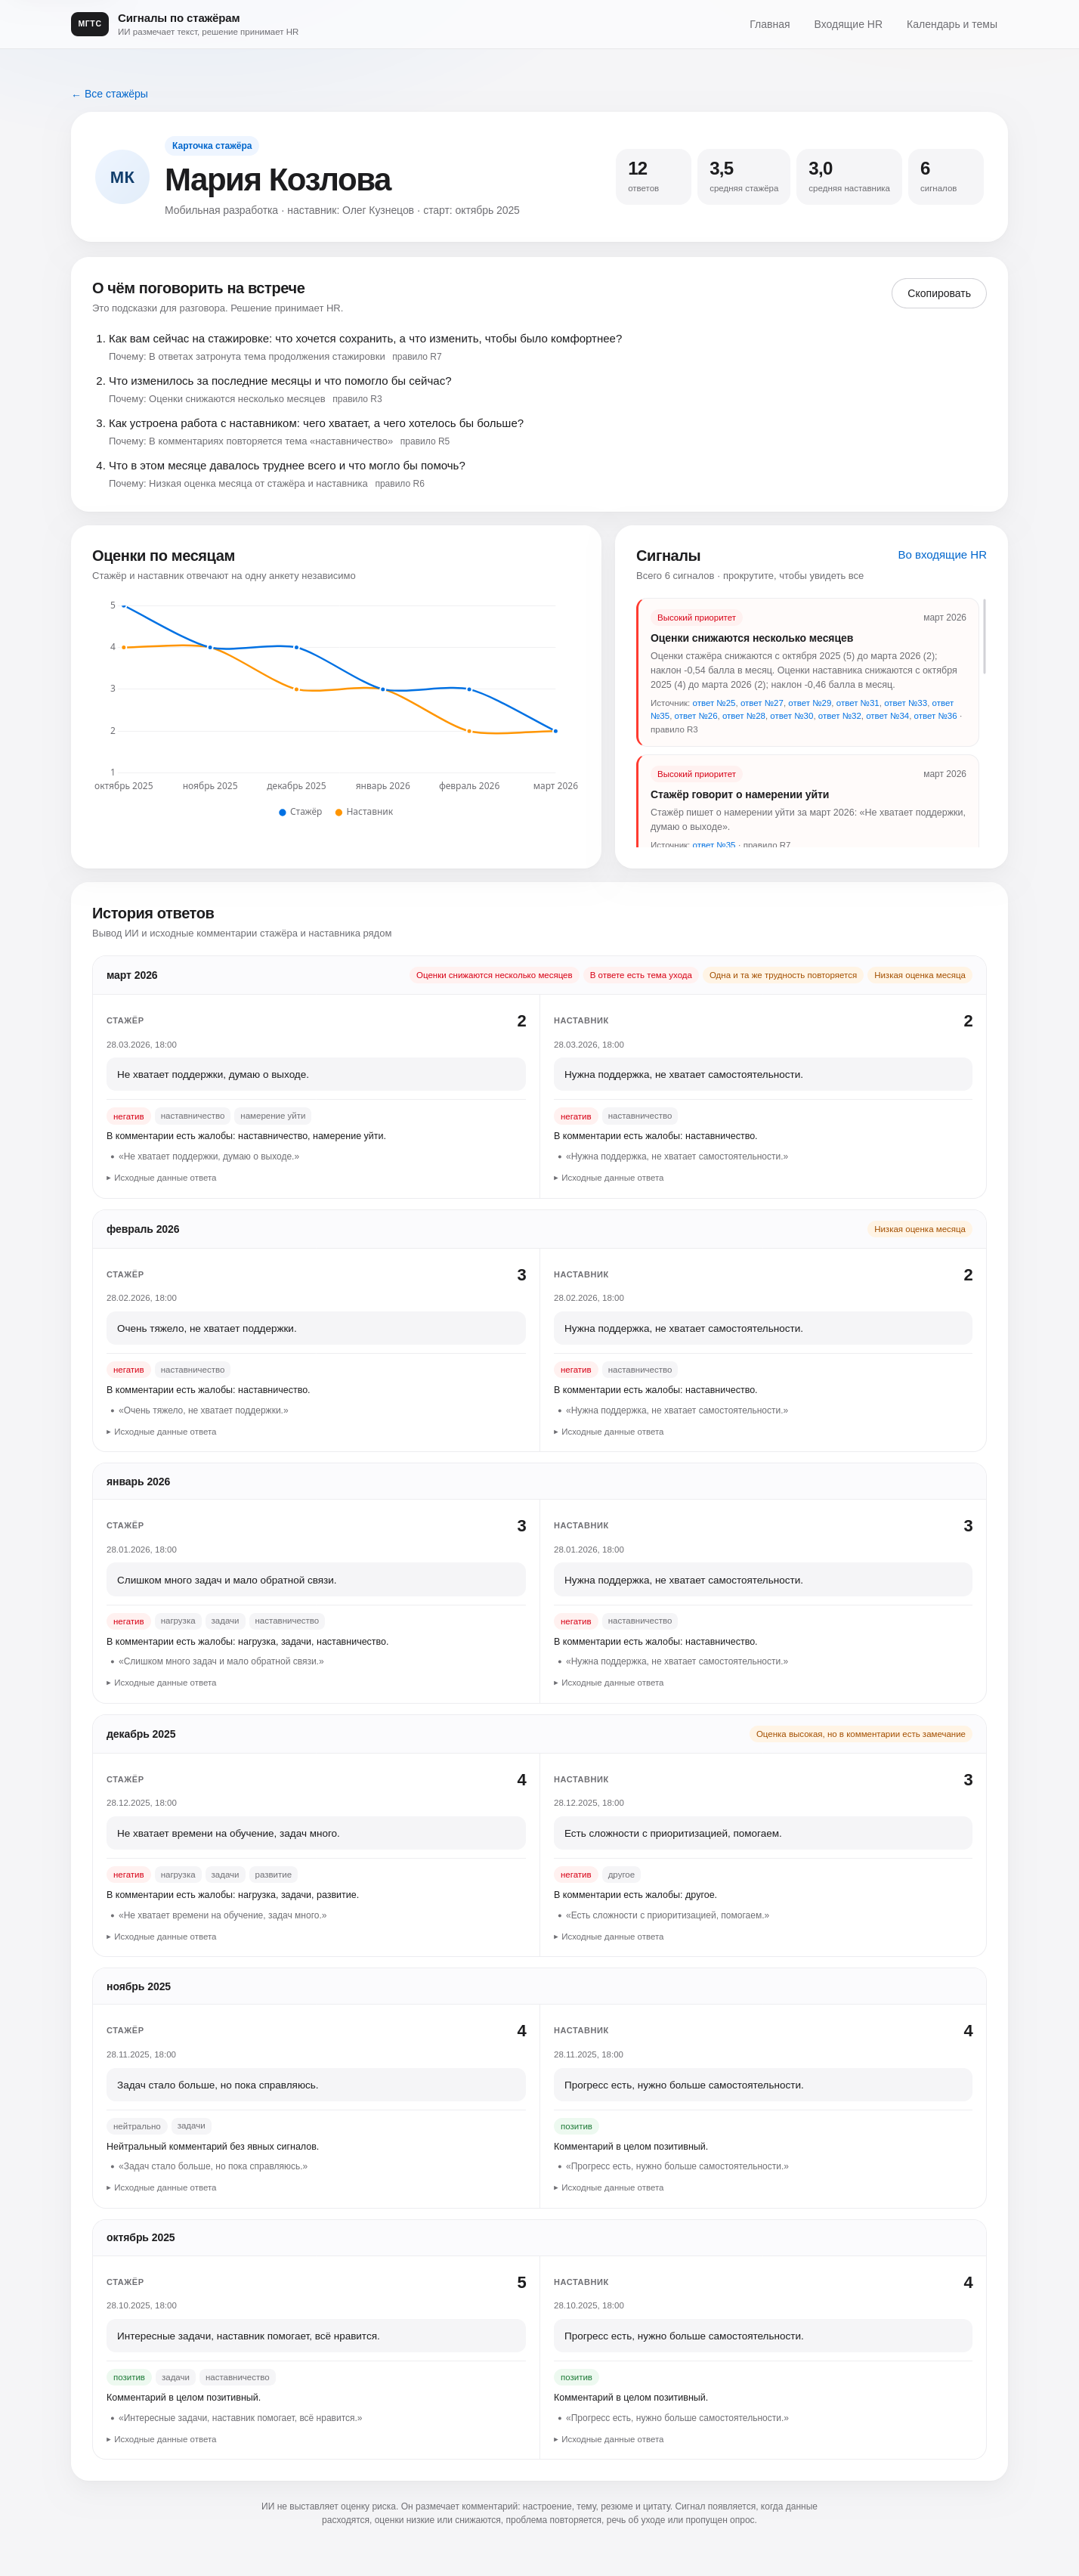 МГТС
Сигналы по стажёрам
ИИ размечает текст, решение принимает HR
Главная Входящие HR Календарь и темы
← Все стажёры
МК
Карточка стажёра
Мария Козлова
Мобильная разработка · наставник: Олег Кузнецов · старт: октябрь 2025
12 3,5 3,0 6
ответов средняя стажёра средняя наставника сигналов
О чём поговорить на встрече
Скопировать
Это подсказки для разговора. Решение принимает HR.
1. Как вам сейчас на стажировке: что хочется сохранить, а что изменить, чтобы было комфортнее?
Почему: В ответах затронута тема продолжения стажировки правило R7
2. Что изменилось за последние месяцы и что помогло бы сейчас?
Почему: Оценки снижаются несколько месяцев правило R3
3. Как устроена работа с наставником: чего хватает, а чего хотелось бы больше?
Почему: В комментариях повторяется тема «наставничество» правило R5
4. Что в этом месяце давалось труднее всего и что могло бы помочь?
Почему: Низкая оценка месяца от стажёра и наставника правило R6
Оценки по месяцам
Стажёр и наставник отвечают на одну анкету независимо
5
4
3
2
1
октябрь 2025 ноябрь 2025 декабрь 2025 январь 2026 февраль 2026 март 2026
Стажёр Наставник
Сигналы
Во входящие HR
Всего 6 сигналов · прокрутите, чтобы увидеть все
Высокий приоритет март 2026
Оценки снижаются несколько месяцев
Оценки стажёра снижаются с октября 2025 (5) до марта 2026 (2);
наклон -0,54 балла в месяц. Оценки наставника снижаются с октября
2025 (4) до марта 2026 (2); наклон -0,46 балла в месяц.
Источник: ответ №25, ответ №27, ответ №29, ответ №31, ответ №33, ответ
№35, ответ №26, ответ №28, ответ №30, ответ №32, ответ №34, ответ №36 ·
правило R3
Высокий приоритет март 2026
Стажёр говорит о намерении уйти
Стажёр пишет о намерении уйти за март 2026: «Не хватает поддержки,
думаю о выходе».
Источник: ответ №35 · правило R7
История ответов
Вывод ИИ и исходные комментарии стажёра и наставника рядом
март 2026 Оценки снижаются несколько месяцев В ответе есть тема ухода Одна и та же трудность повторяется Низкая оценка месяца
СТАЖЁР 2
28.03.2026, 18:00
Не хватает поддержки, думаю о выходе.
негатив наставничество намерение уйти
В комментарии есть жалобы: наставничество, намерение уйти.
• «Не хватает поддержки, думаю о выходе.»
▸ Исходные данные ответа
НАСТАВНИК 2
28.03.2026, 18:00
Нужна поддержка, не хватает самостоятельности.
негатив наставничество
В комментарии есть жалобы: наставничество.
• «Нужна поддержка, не хватает самостоятельности.»
▸ Исходные данные ответа
февраль 2026 Низкая оценка месяца
СТАЖЁР 3
28.02.2026, 18:00
Очень тяжело, не хватает поддержки.
негатив наставничество
В комментарии есть жалобы: наставничество.
• «Очень тяжело, не хватает поддержки.»
▸ Исходные данные ответа
НАСТАВНИК 2
28.02.2026, 18:00
Нужна поддержка, не хватает самостоятельности.
негатив наставничество
В комментарии есть жалобы: наставничество.
• «Нужна поддержка, не хватает самостоятельности.»
▸ Исходные данные ответа
январь 2026
СТАЖЁР 3
28.01.2026, 18:00
Слишком много задач и мало обратной связи.
негатив нагрузка задачи наставничество
В комментарии есть жалобы: нагрузка, задачи, наставничество.
• «Слишком много задач и мало обратной связи.»
▸ Исходные данные ответа
НАСТАВНИК 3
28.01.2026, 18:00
Нужна поддержка, не хватает самостоятельности.
негатив наставничество
В комментарии есть жалобы: наставничество.
• «Нужна поддержка, не хватает самостоятельности.»
▸ Исходные данные ответа
декабрь 2025 Оценка высокая, но в комментарии есть замечание
СТАЖЁР 4
28.12.2025, 18:00
Не хватает времени на обучение, задач много.
негатив нагрузка задачи развитие
В комментарии есть жалобы: нагрузка, задачи, развитие.
• «Не хватает времени на обучение, задач много.»
▸ Исходные данные ответа
НАСТАВНИК 3
28.12.2025, 18:00
Есть сложности с приоритизацией, помогаем.
негатив другое
В комментарии есть жалобы: другое.
• «Есть сложности с приоритизацией, помогаем.»
▸ Исходные данные ответа
ноябрь 2025
СТАЖЁР 4
28.11.2025, 18:00
Задач стало больше, но пока справляюсь.
нейтрально задачи
Нейтральный комментарий без явных сигналов.
• «Задач стало больше, но пока справляюсь.»
▸ Исходные данные ответа
НАСТАВНИК 4
28.11.2025, 18:00
Прогресс есть, нужно больше самостоятельности.
позитив
Комментарий в целом позитивный.
• «Прогресс есть, нужно больше самостоятельности.»
▸ Исходные данные ответа
октябрь 2025
СТАЖЁР 5
28.10.2025, 18:00
Интересные задачи, наставник помогает, всё нравится.
позитив задачи наставничество
Комментарий в целом позитивный.
• «Интересные задачи, наставник помогает, всё нравится.»
▸ Исходные данные ответа
НАСТАВНИК 4
28.10.2025, 18:00
Прогресс есть, нужно больше самостоятельности.
позитив
Комментарий в целом позитивный.
• «Прогресс есть, нужно больше самостоятельности.»
▸ Исходные данные ответа
ИИ не выставляет оценку риска. Он размечает комментарий: настроение, тему, резюме и цитату. Сигнал появляется, когда данные
расходятся, оценки низкие или снижаются, проблема повторяется, речь об уходе или пропущен опрос.